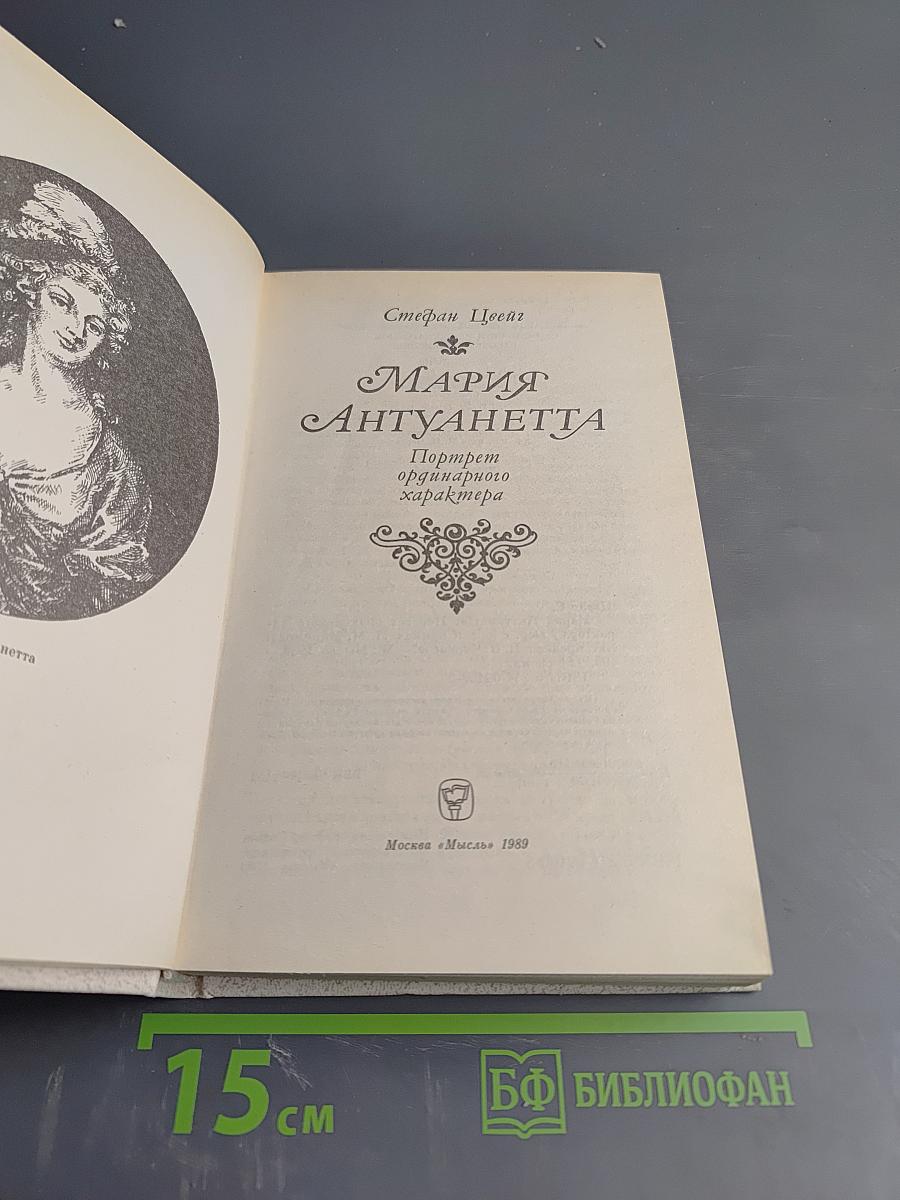 нетта
Стефан Цвейг
МАРИЯ
АНТУАНЕТТА
Портрет
ординарного
характера
Москва «Мысль» 1989
15 см
БФ БИБЛИОФАН